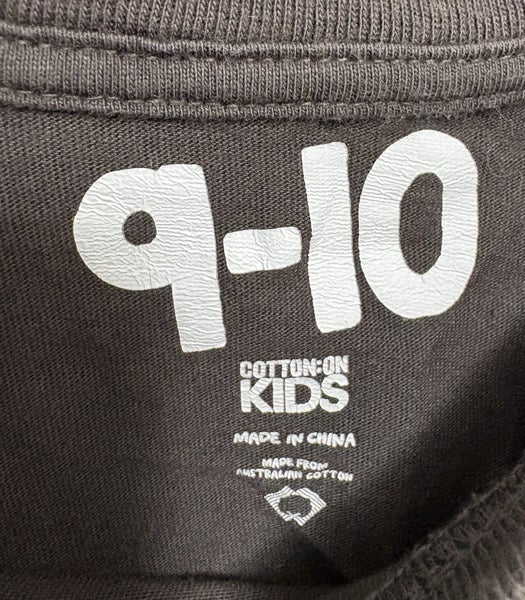 9-10
COTTON:ON
KIDS
MADE IN CHINA
MADE FROM
AUSTRALIAN COTTON